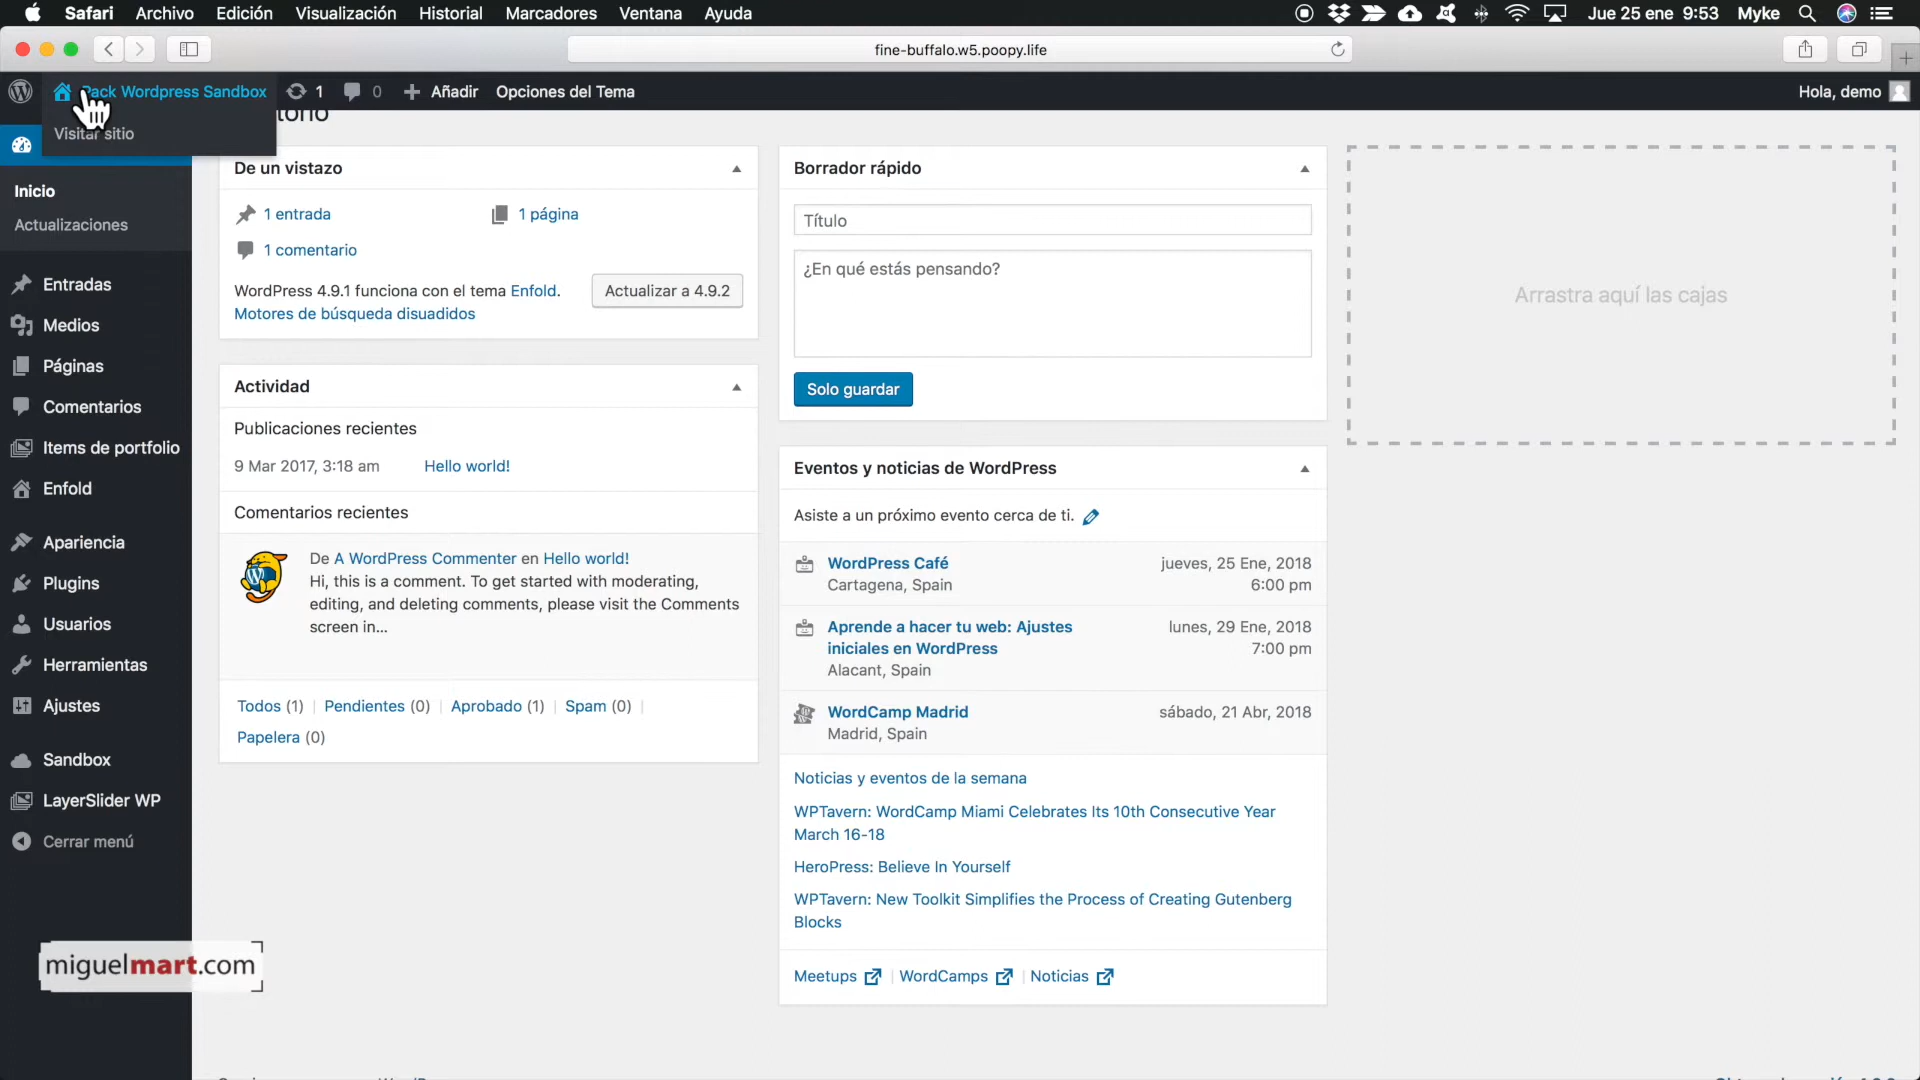 Safari Archivo Edición Visualización Historial Marcadores Ventana Ayuda Jue 25 ene 9:53 Myke
fine-buffalo.w5.poopy.life
Pack Wordpress Sandbox 1 0 Añadir Opciones del Tema Hola, demo
Visitar sitio
Inicio
Actualizaciones
Entradas
Medios
Páginas
Comentarios
Items de portfolio
Enfold
Apariencia
Plugins
Usuarios
Herramientas
Ajustes
Sandbox
LayerSlider WP
Cerrar menú
De un vistazo
1 entrada 1 página
1 comentario
WordPress 4.9.1 funciona con el tema Enfold. Actualizar a 4.9.2
Motores de búsqueda disuadidos
Actividad
Publicaciones recientes
9 Mar 2017, 3:18 am Hello world!
Comentarios recientes
De A WordPress Commenter en Hello world!
Hi, this is a comment. To get started with moderating,
editing, and deleting comments, please visit the Comments
screen in...
Todos (1) | Pendientes (0) | Aprobado (1) | Spam (0) |
Papelera (0)
Borrador rápido
Título
¿En qué estás pensando?
Solo guardar
Eventos y noticias de WordPress
Asiste a un próximo evento cerca de ti.
WordPress Café jueves, 25 Ene, 2018
Cartagena, Spain 6:00 pm
Aprende a hacer tu web: Ajustes lunes, 29 Ene, 2018
iniciales en WordPress 7:00 pm
Alacant, Spain
WordCamp Madrid sábado, 21 Abr, 2018
Madrid, Spain
Noticias y eventos de la semana
WPTavern: WordCamp Miami Celebrates Its 10th Consecutive Year
March 16-18
HeroPress: Believe In Yourself
WPTavern: New Toolkit Simplifies the Process of Creating Gutenberg
Blocks
Meetups | WordCamps | Noticias
Arrastra aquí las cajas
miguelmart.com